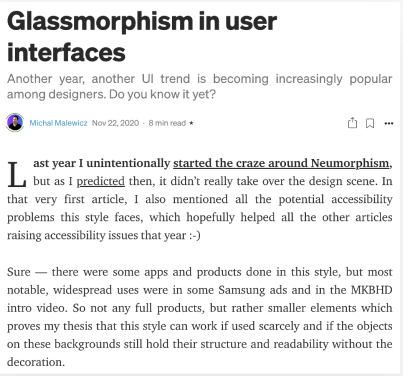 Glassmorphism in user
interfaces
Another year, another UI trend is becoming increasingly popular
among designers. Do you know it yet?
Michal Malewicz Nov 22, 2020 · 8 min read ★
Last year I unintentionally started the craze around Neumorphism,
but as I predicted then, it didn’t really take over the design scene. In
that very first article, I also mentioned all the potential accessibility
problems this style faces, which hopefully helped all the other articles
raising accessibility issues that year :-)
Sure — there were some apps and products done in this style, but most
notable, widespread uses were in some Samsung ads and in the MKBHD
intro video. So not any full products, but rather smaller elements which
proves my thesis that this style can work if used scarcely and if the objects
on these backgrounds still hold their structure and readability without the
decoration.